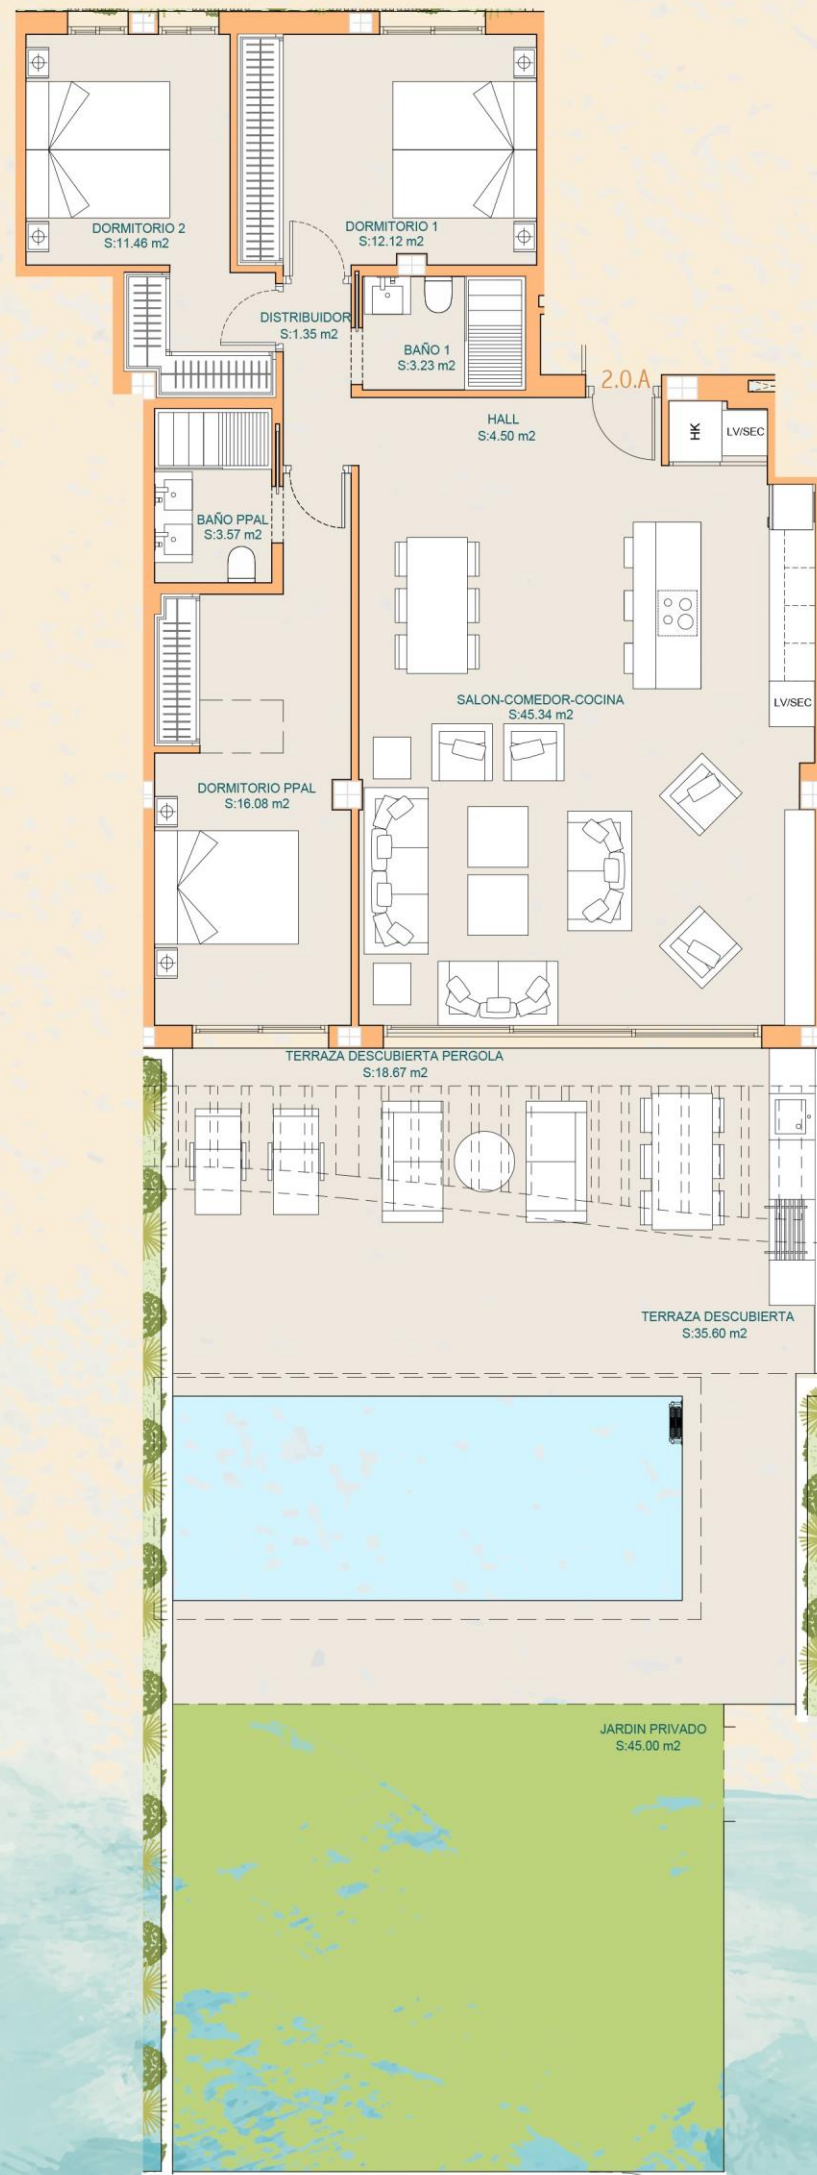 DORMITORIO 2
S:11.46 m2
DORMITORIO 1
S:12.12 m2
DISTRIBUIDOR
S:1.35 m2
BAÑO 1
S:3.23 m2
2.0.A
HALL
S:4.50 m2
HK
LV/SEC
BAÑO PPAL
S:3.57 m2
SALON-COMEDOR-COCINA
S:45.34 m2
LV/SEC
DORMITORIO PPAL
S:16.08 m2
TERRAZA DESCUBIERTA PERGOLA
S:18.67 m2
TERRAZA DESCUBIERTA
S:35.60 m2
JARDIN PRIVADO
S:45.00 m2